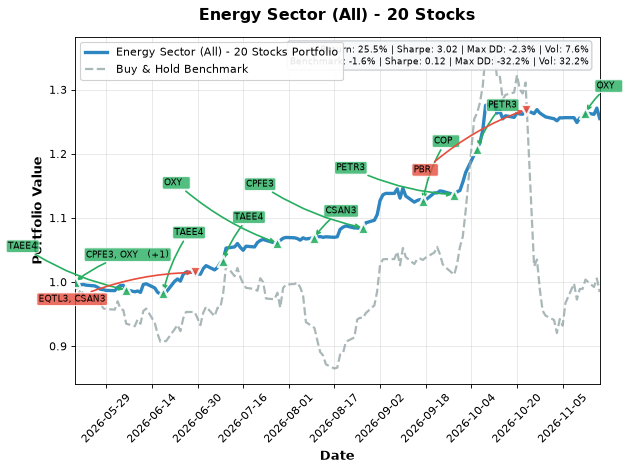 Energy Sector (All) - 20 Stocks
Energy Sector (All) - 20 Stocks Portfolio
Buy & Hold Benchmark
25.5% | Sharpe: 3.02 | Max DD: -2.3% | Vol: 7.6%
-1.6% | Sharpe: 0.12 | Max DD: -32.2% | Vol: 32.2%
OXY
PETR3
COP
PBR
PETR3
OXY
CPFE3
CSAN3
TAEE4
TAEE4
TAEE4
CPFE3, OXY (+1)
EQTL3, CSAN3
Portfolio Value
1.3
1.2
1.1
1.0
0.9
2026-05-29
2026-06-14
2026-06-30
2026-07-16
2026-08-01
2026-08-17
2026-09-02
2026-09-18
2026-10-04
2026-10-20
2026-11-05
Date